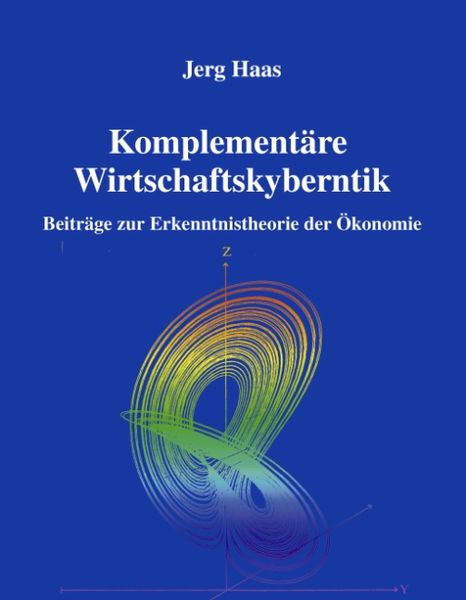 Jerg Haas
Komplementäre
Wirtschaftskyberntik
Beiträge zur Erkenntnistheorie der Ökonomie
Z
Y